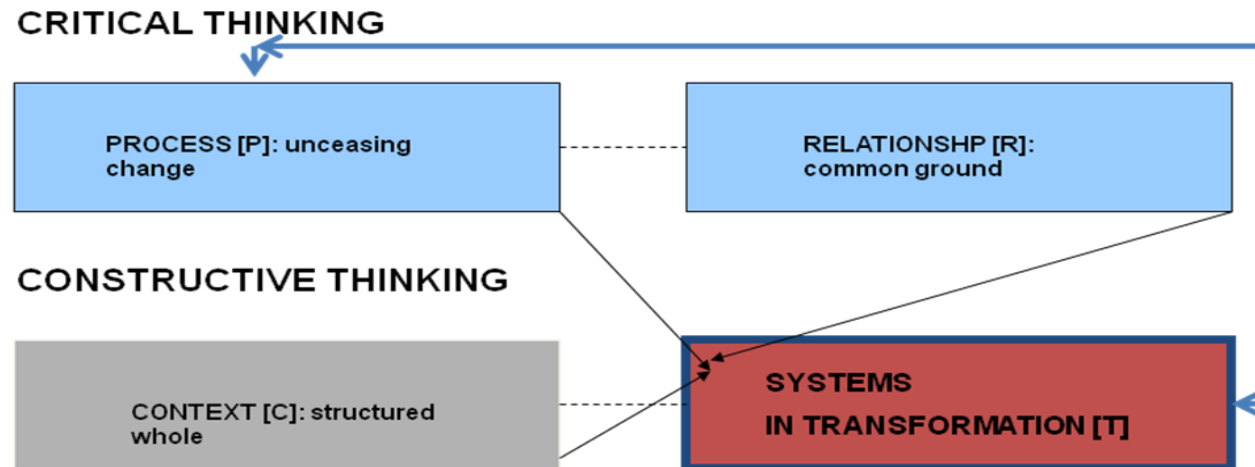 CRITICAL THINKING
PROCESS [P]: unceasing
change
RELATIONSHP [R]:
common ground
CONSTRUCTIVE THINKING
CONTEXT [C]: structured
whole
SYSTEMS
IN TRANSFORMATION [T]